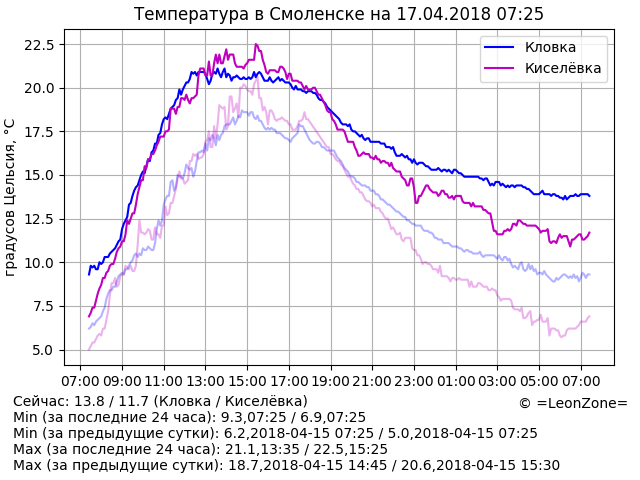 Температура в Смоленске на 17.04.2018 07:25
градусов Цельсия, °C
22.5
20.0
17.5
15.0
12.5
10.0
7.5
5.0
Кловка
Киселёвка
07:00 09:00 11:00 13:00 15:00 17:00 19:00 21:00 23:00 01:00 03:00 05:00 07:00
Сейчас: 13.8 / 11.7 (Кловка / Киселёвка)
© =LeonZone=
Min (за последние 24 часа): 9.3,07:25 / 6.9,07:25
Min (за предыдущие сутки): 6.2,2018-04-15 07:25 / 5.0,2018-04-15 07:25
Max (за последние 24 часа): 21.1,13:35 / 22.5,15:25
Max (за предыдущие сутки): 18.7,2018-04-15 14:45 / 20.6,2018-04-15 15:30